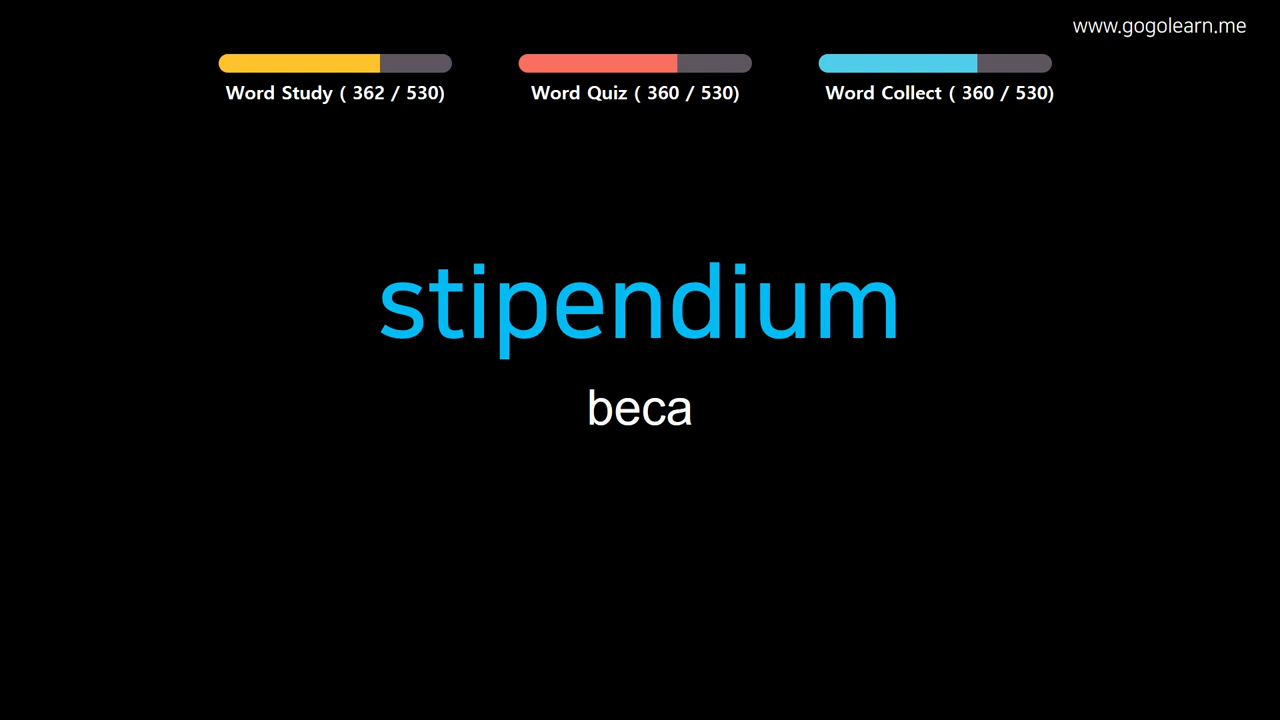 www.gogolearn.me
Word Study ( 362 / 530)
Word Quiz ( 360 / 530)
Word Collect ( 360 / 530)
stipendium
beca